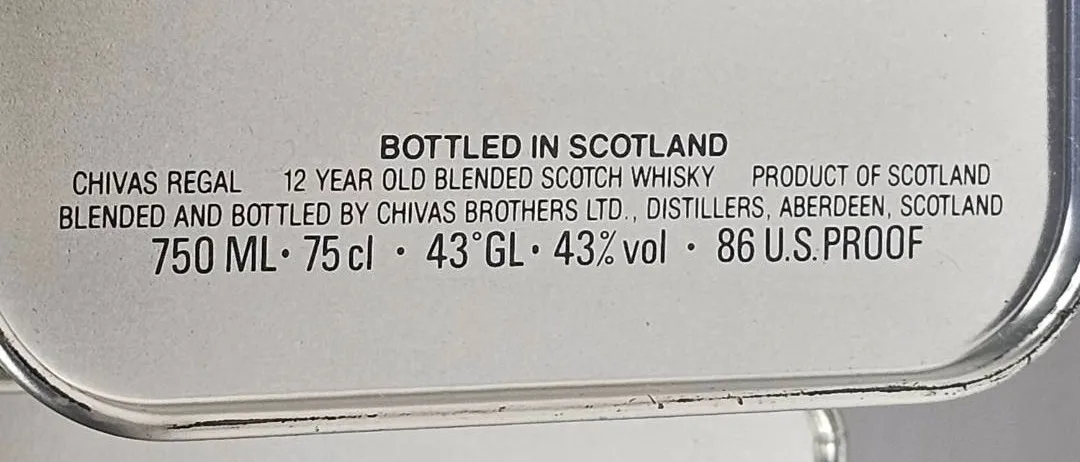 BOTTLED IN SCOTLAND
CHIVAS REGAL 12 YEAR OLD BLENDED SCOTCH WHISKY PRODUCT OF SCOTLAND
BLENDED AND BOTTLED BY CHIVAS BROTHERS LTD., DISTILLERS, ABERDEEN, SCOTLAND
750 ML· 75 cl · 43°GL· 43% vol · 86 U.S. PROOF